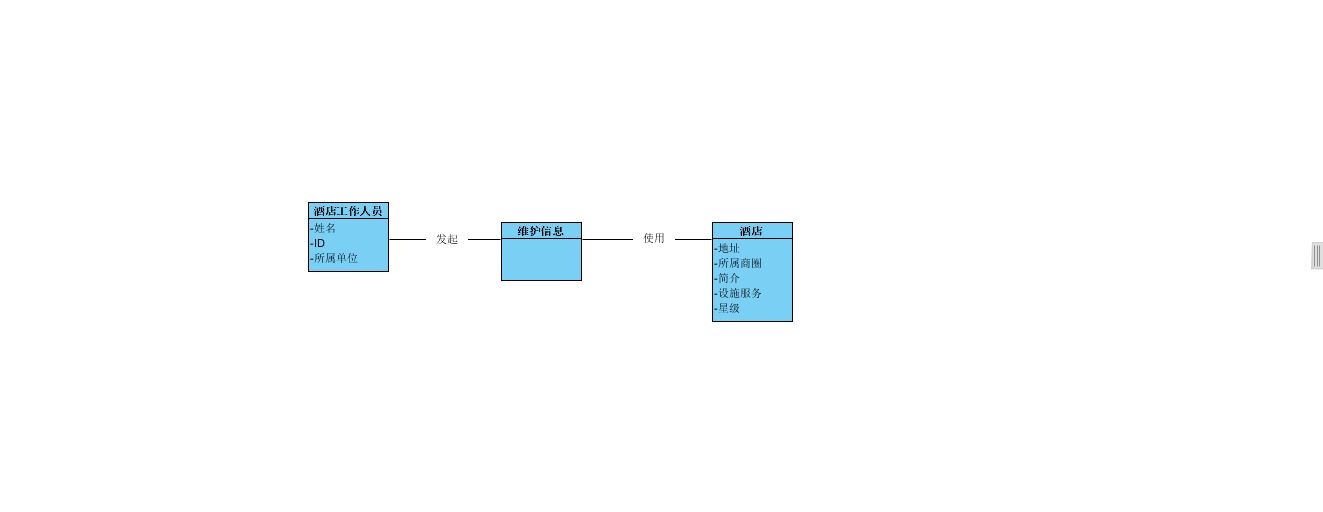 酒店工作人员
-姓名
-ID
-所属单位
发起
维护信息
使用
酒店
-地址
-所属商圈
-简介
-设施服务
-星级